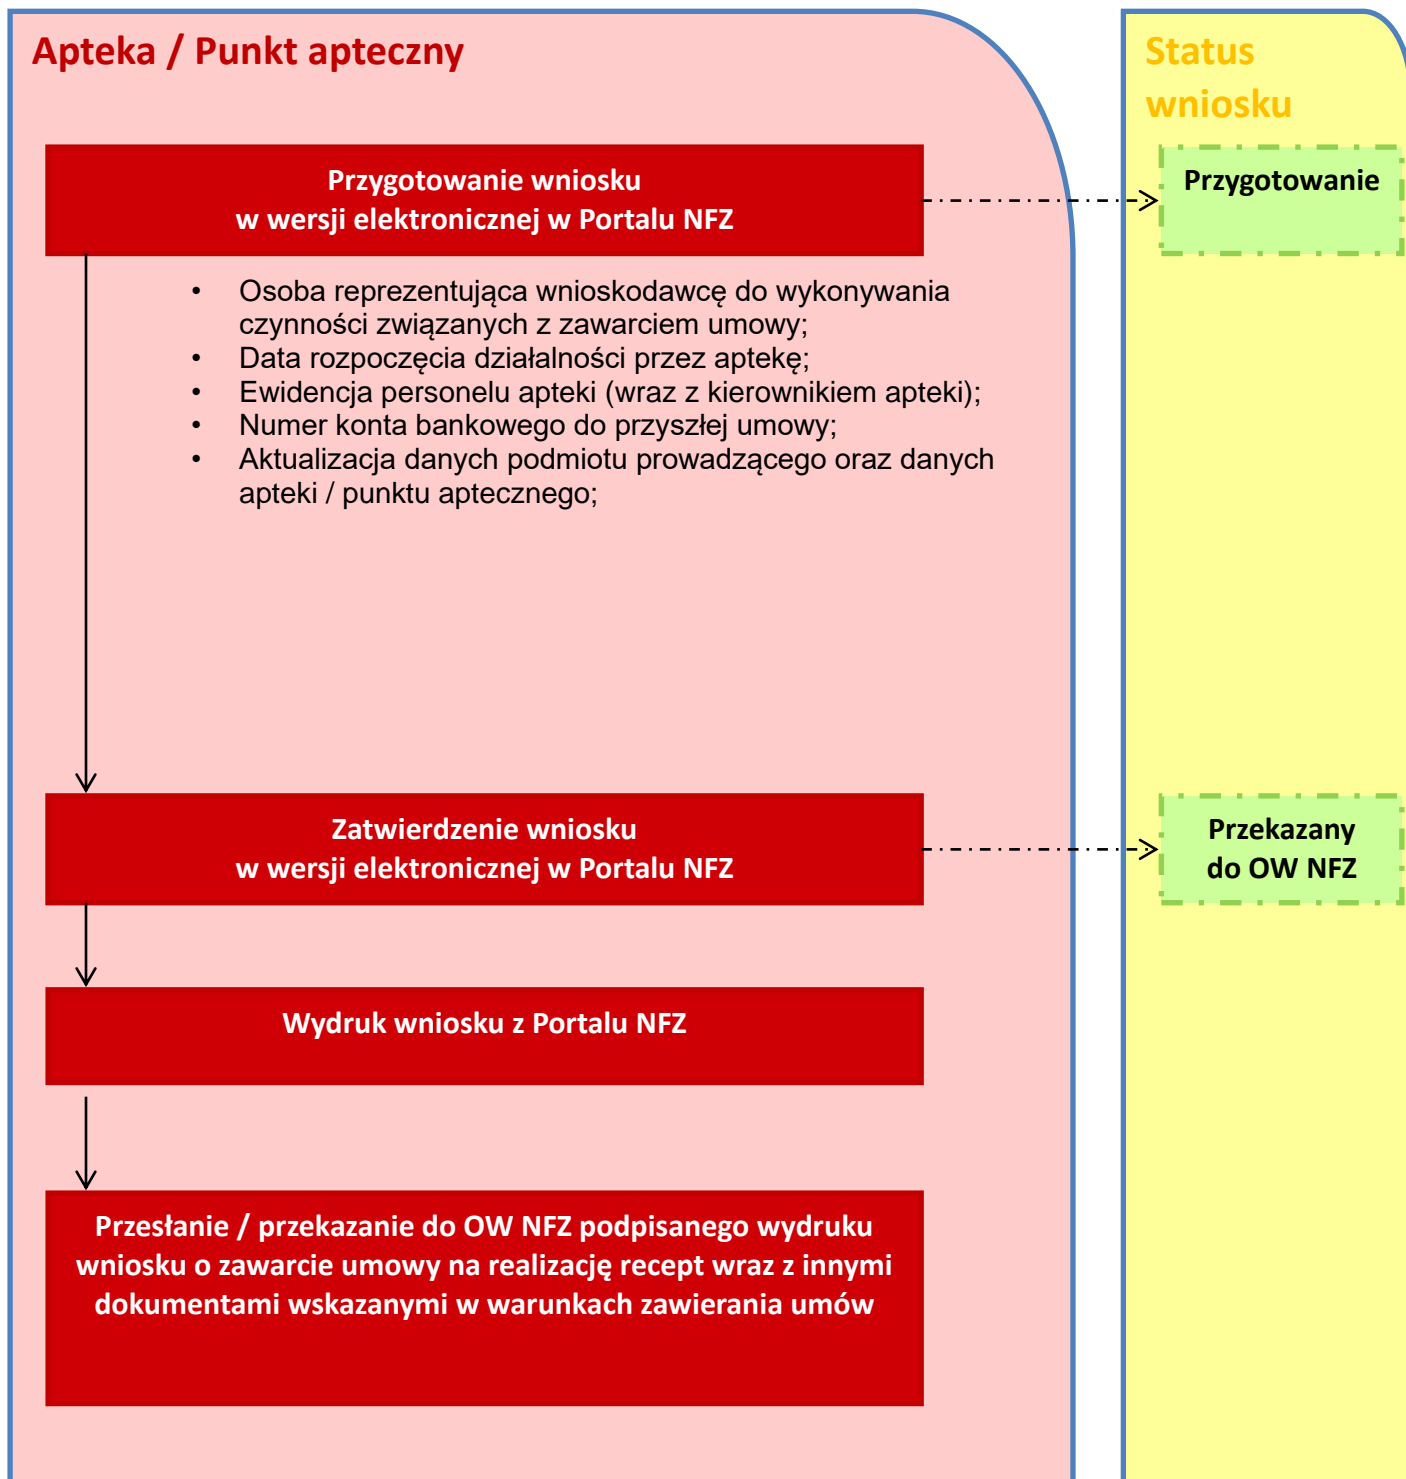 Apteka / Punkt apteczny
Status
wniosku
Przygotowanie wniosku
w wersji elektronicznej w Portalu NFZ
Przygotowanie
• Osoba reprezentująca wnioskodawcę do wykonywania
czynności związanych z zawarciem umowy;
• Data rozpoczęcia działalności przez aptekę;
• Ewidencja personelu apteki (wraz z kierownikiem apteki);
• Numer konta bankowego do przyszłej umowy;
• Aktualizacja danych podmiotu prowadzącego oraz danych
apteki / punktu aptecznego;
Zatwierdzenie wniosku
w wersji elektronicznej w Portalu NFZ
Przekazany
do OW NFZ
Wydruk wniosku z Portalu NFZ
Przesłanie / przekazanie do OW NFZ podpisanego wydruku
wniosku o zawarcie umowy na realizację recept wraz z innymi
dokumentami wskazanymi w warunkach zawierania umów